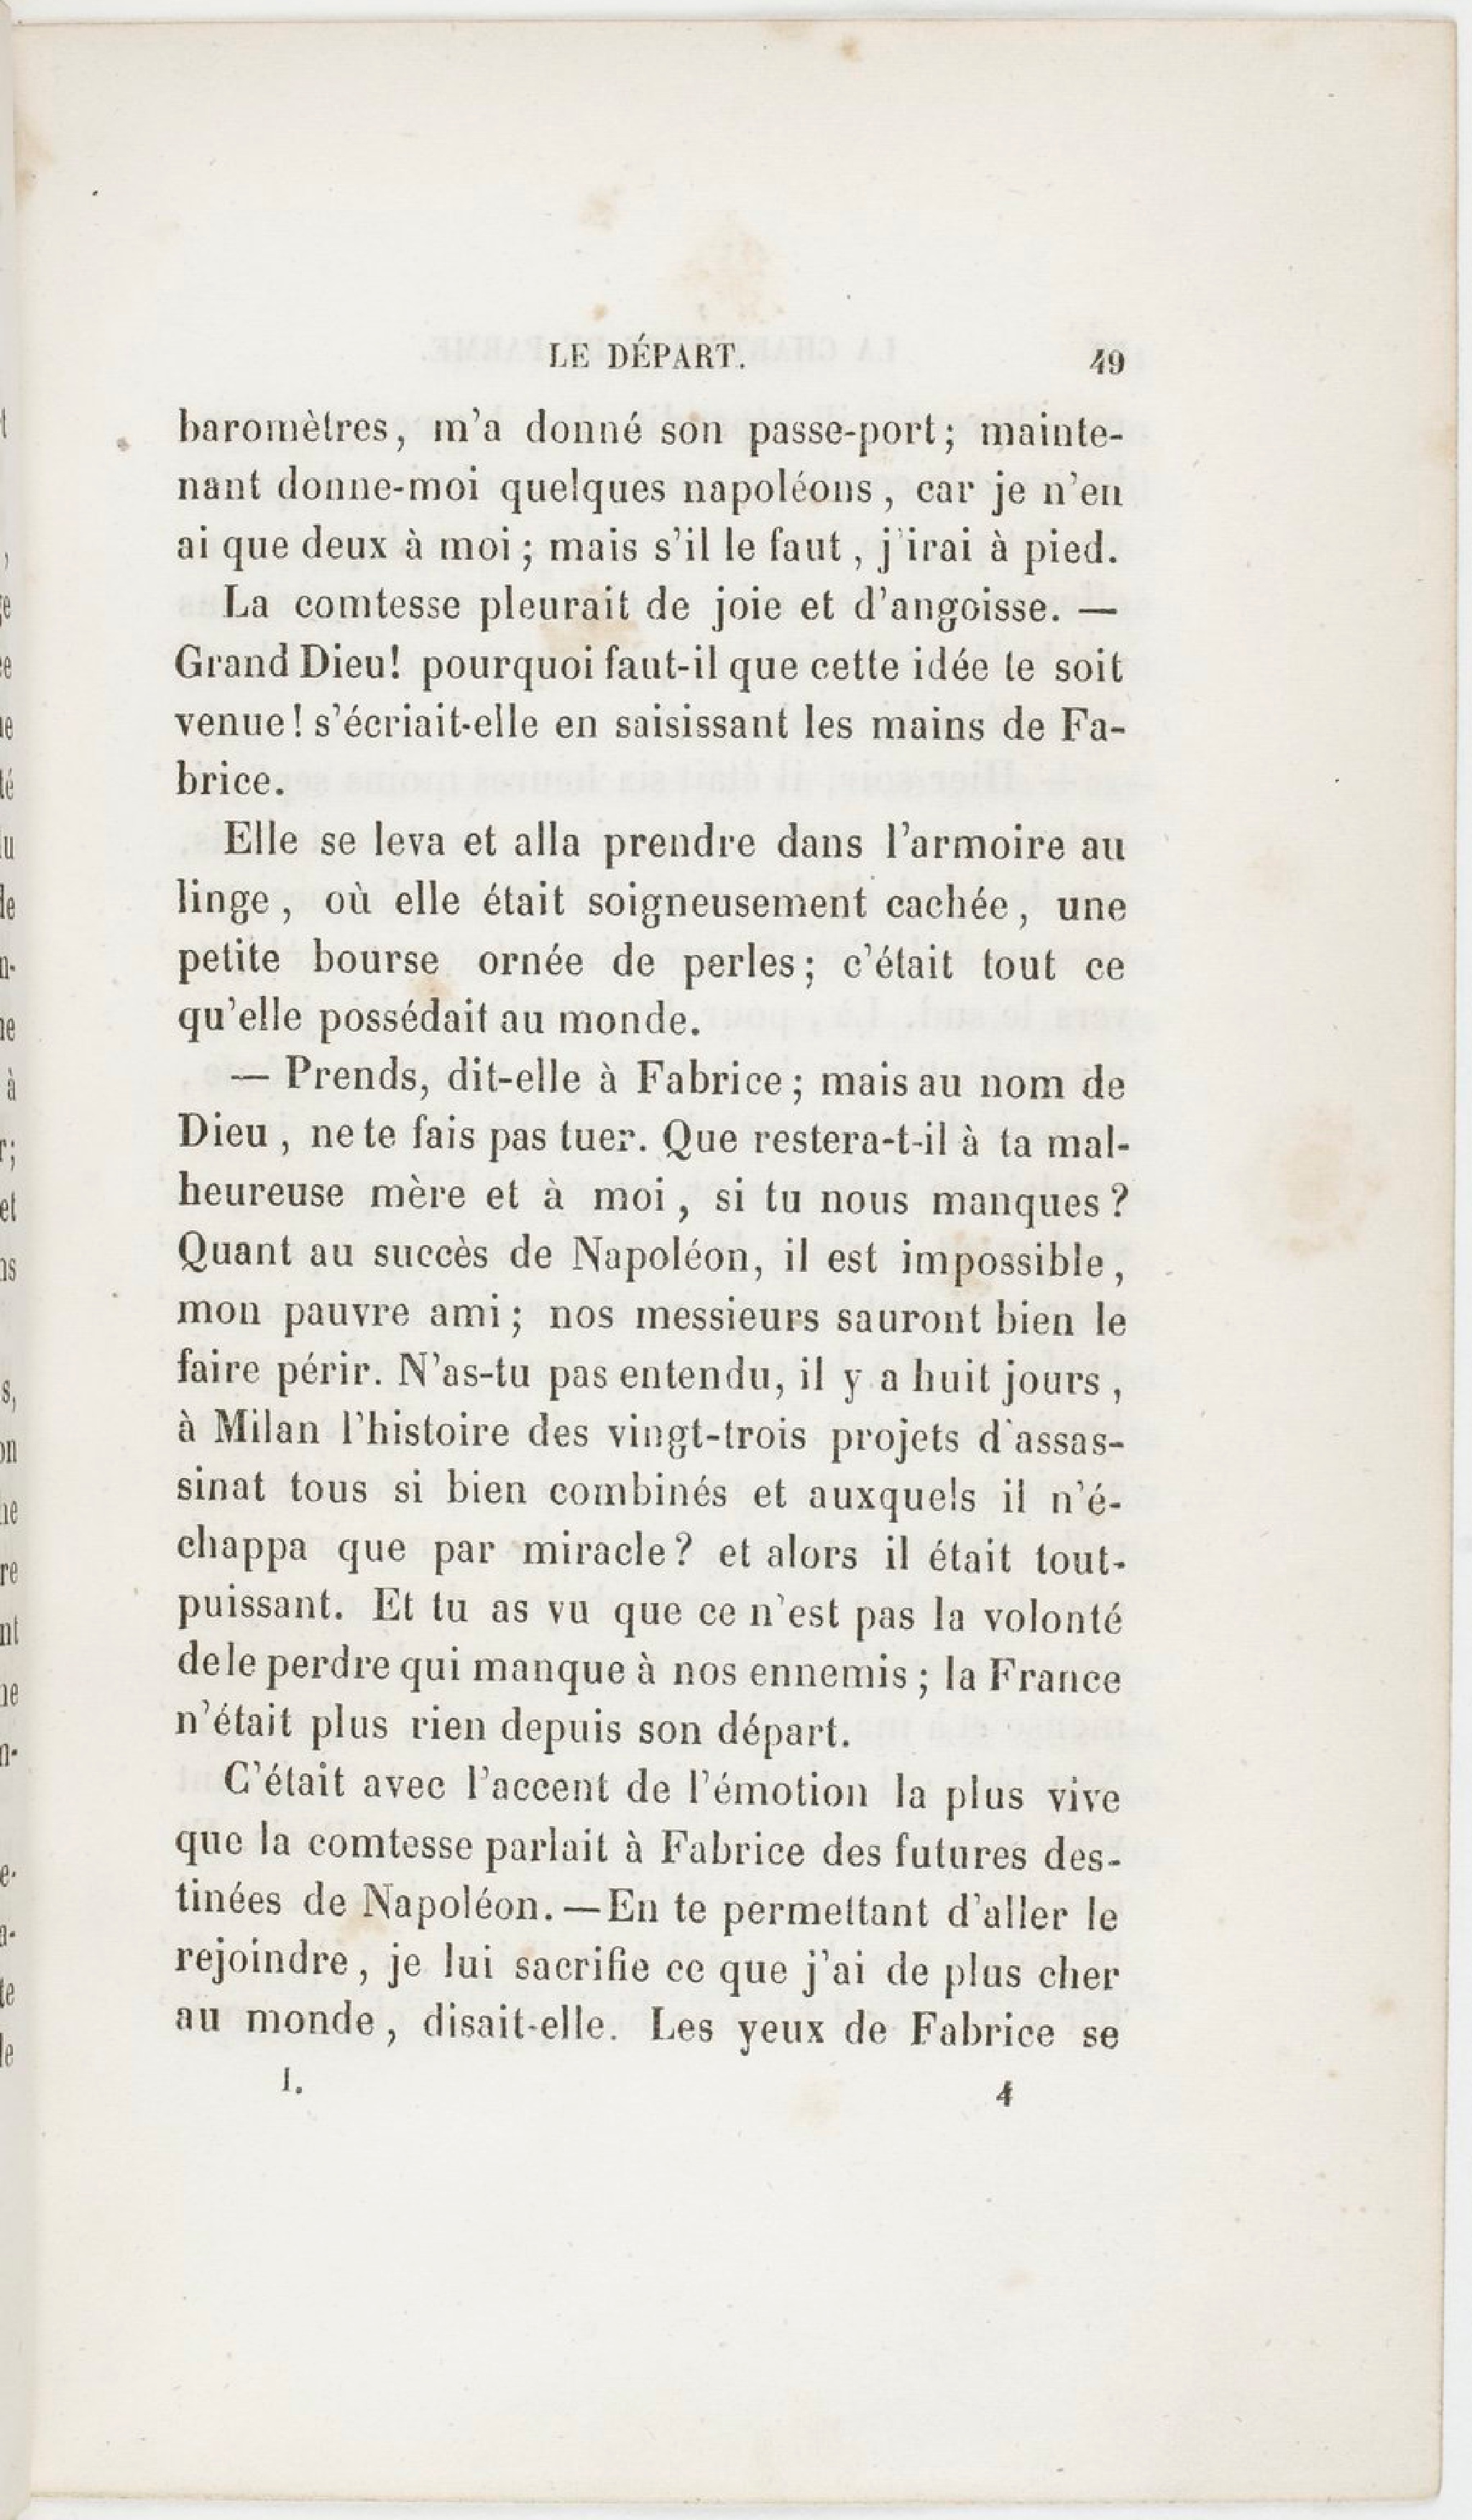 LE DÉPART. 49
baromètres, m'a donné son passe-port; mainte-
nant donne-moi quelques napoléons, car je n'en
ai que deux à moi; mais s'il le faut, j'irai à pied.
La comtesse pleurait de joie et d'angoisse. —
Grand Dieu! pourquoi faut-il que cette idée te soit
venue! s'écriait-elle en saisissant les mains de Fa-
brice.
Elle se leva et alla prendre dans l'armoire au
linge, où elle était soigneusement cachée, une
petite bourse ornée de perles; c'était tout ce
qu'elle possédait au monde.
— Prends, dit-elle à Fabrice; mais au nom de
Dieu, ne te fais pas tuer. Que restera-t-il à ta mal-
heureuse mère et à moi, si tu nous manques?
Quant au succès de Napoléon, il est impossible,
mon pauvre ami; nos messieurs sauront bien le
faire périr. N'as-tu pas entendu, il y a huit jours,
à Milan l'histoire des vingt-trois projets d'assas-
sinat tous si bien combinés et auxquels il n'é-
chappa que par miracle? et alors il était tout-
puissant. Et tu as vu que ce n'est pas la volonté
de le perdre qui manque à nos ennemis; la France
n'était plus rien depuis son départ.
C'était avec l'accent de l'émotion la plus vive
que la comtesse parlait à Fabrice des futures des-
tinées de Napoléon. — En te permettant d'aller le
rejoindre, je lui sacrifie ce que j'ai de plus cher
au monde, disait-elle. Les yeux de Fabrice se
I. 4